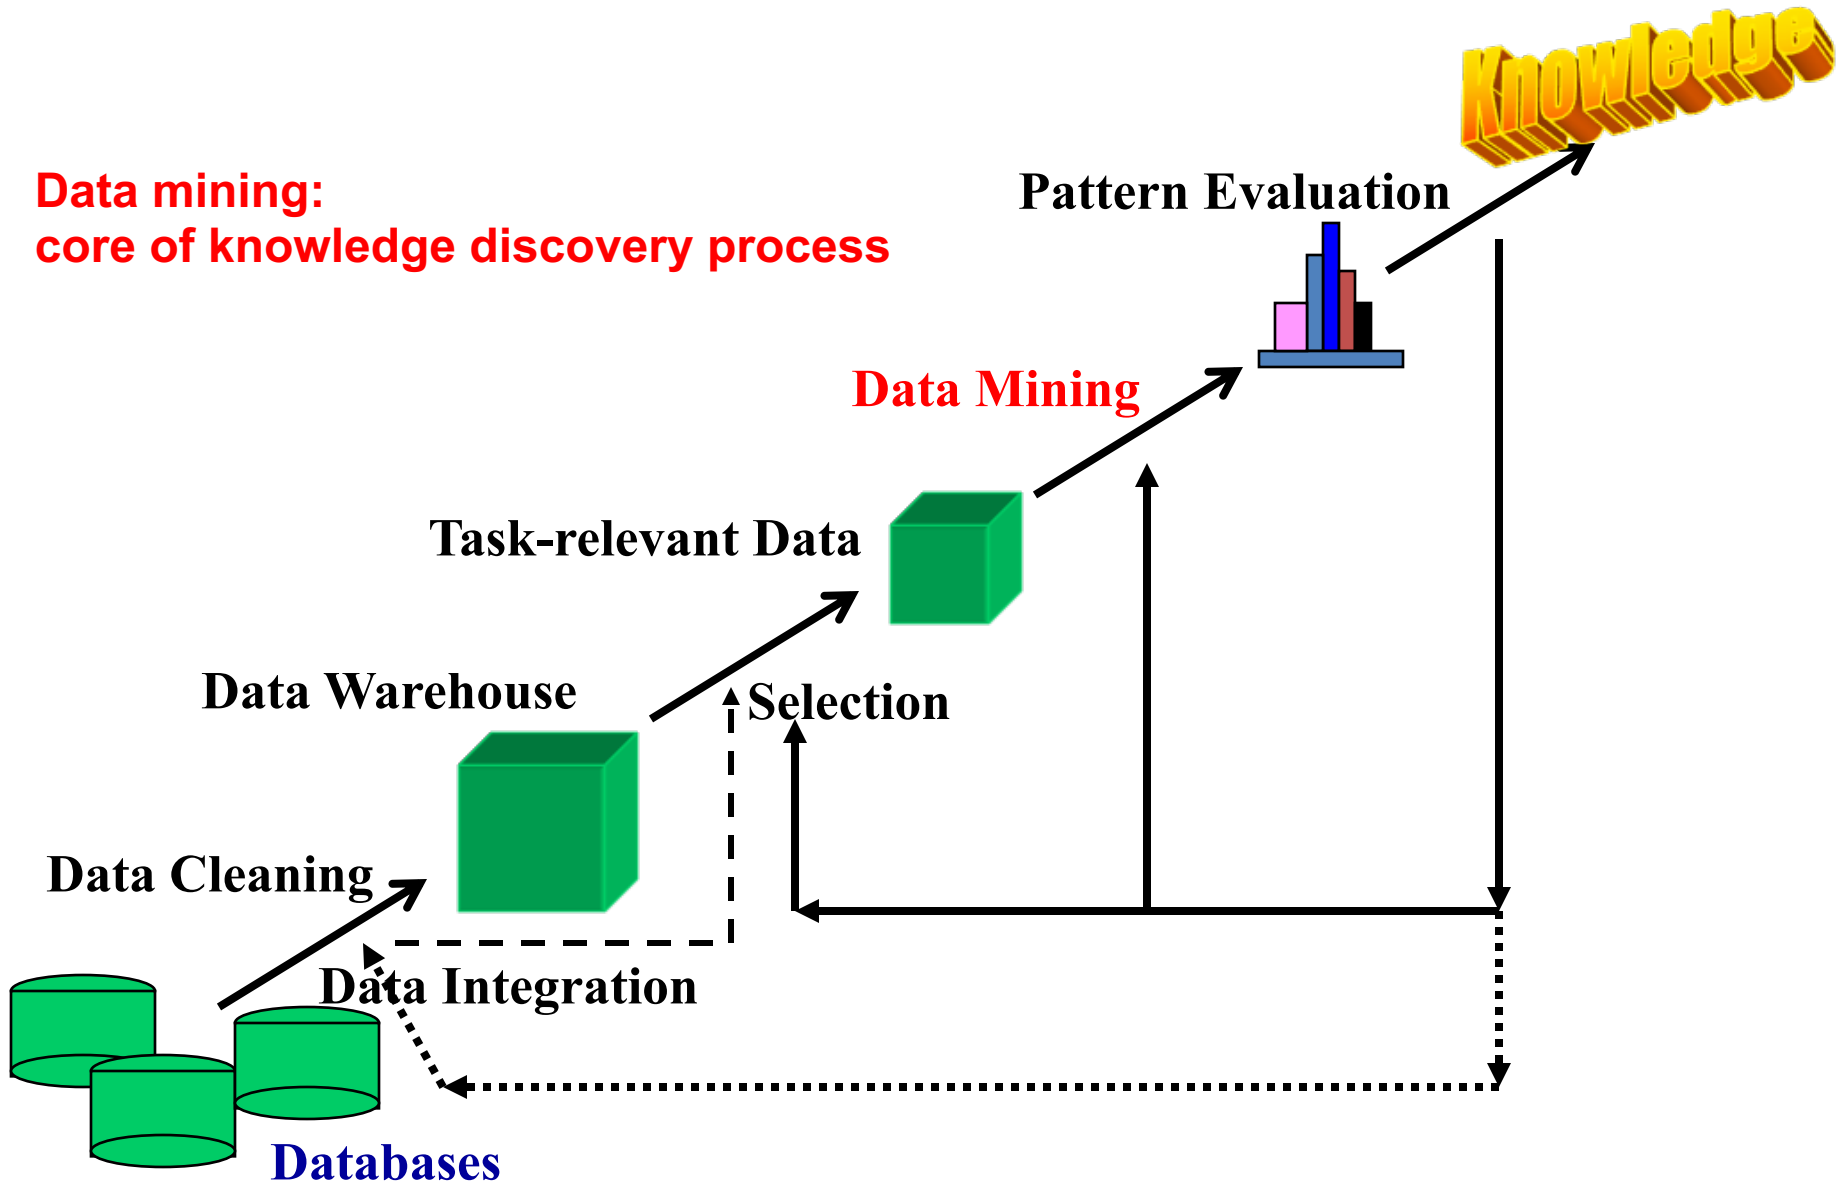 Knowledge
Data mining:
core of knowledge discovery process
Pattern Evaluation
Data Mining
Task-relevant Data
Data Warehouse
Selection
Data Cleaning
Data Integration
Databases